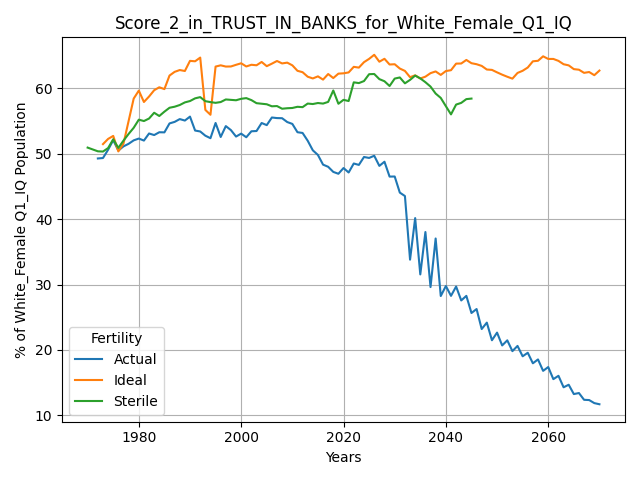 Score_2_in_TRUST_IN_BANKS_for_White_Female_Q1_IQ
% of White_Female Q1_IQ Population
60
50
40
30
20
10
Fertility
Actual
Ideal
Sterile
1980
2000
2020
2040
2060
Years